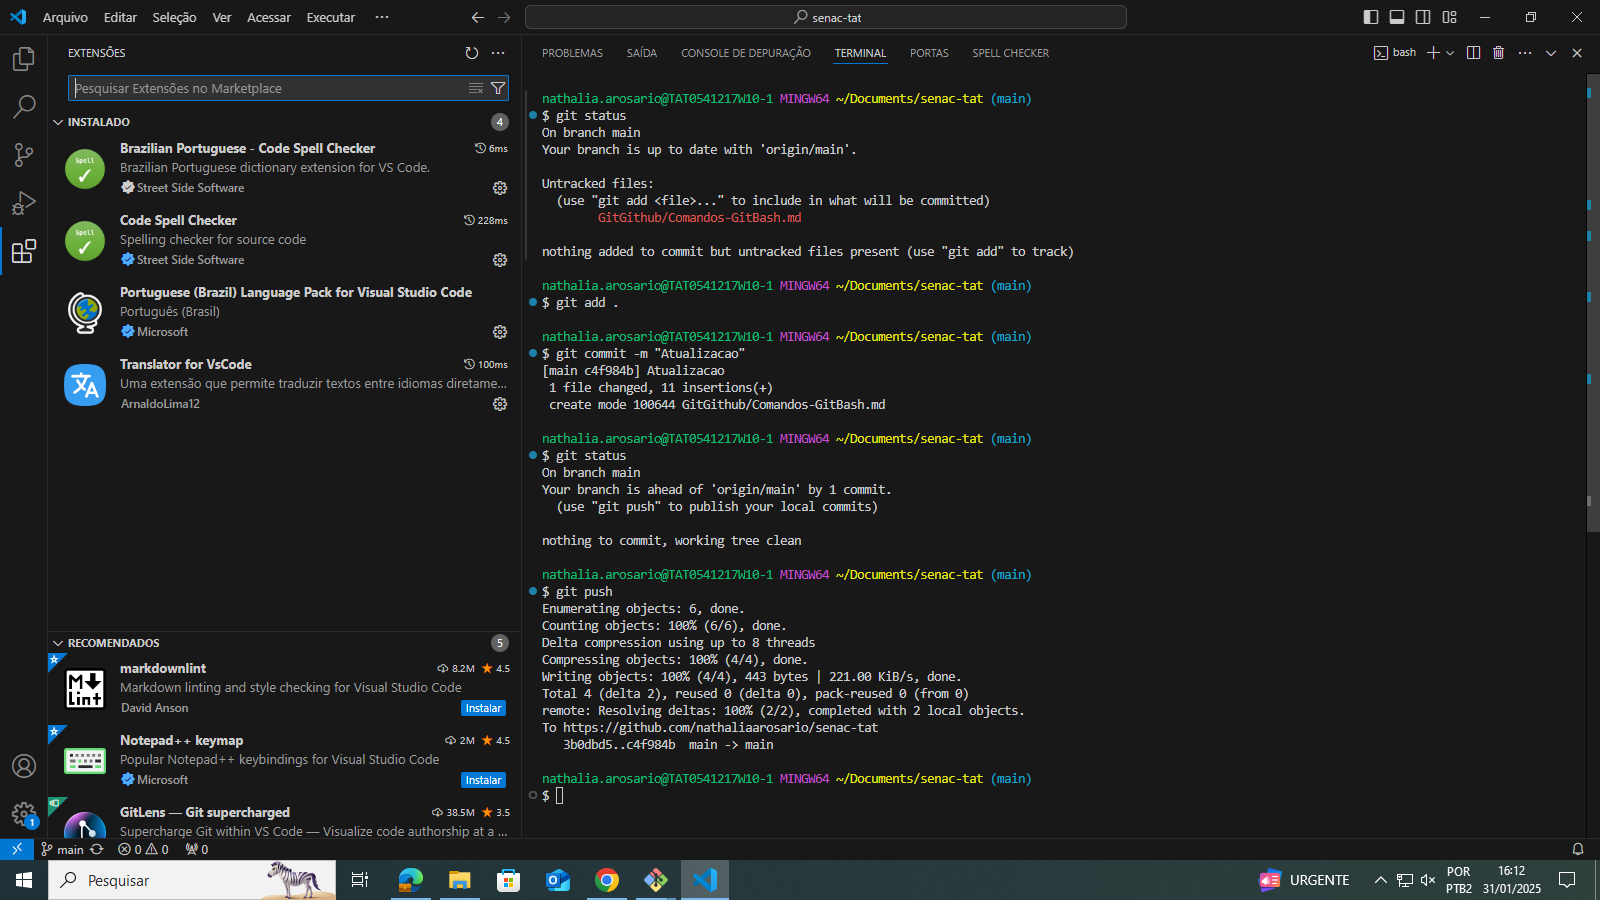 Arquivo Editar Seleção Ver Acessar Executar ···
senac-tat
EXTENSÕES
Pesquisar Extensões no Marketplace
INSTALADO 4
Brazilian Portuguese - Code Spell Checker 6ms
Brazilian Portuguese dictionary extension for VS Code.
Street Side Software
Code Spell Checker 228ms
Spelling checker for source code
Street Side Software
Portuguese (Brazil) Language Pack for Visual Studio Code
Português (Brasil)
Microsoft
Translator for VsCode 100ms
Uma extensão que permite traduzir textos entre idiomas diretame...
ArnaldoLima12
RECOMENDADOS 5
markdownlint 8.2M 4.5
Markdown linting and style checking for Visual Studio Code
David Anson Instalar
Notepad++ keymap 2M 4.5
Popular Notepad++ keybindings for Visual Studio Code
Microsoft Instalar
GitLens — Git supercharged 38.5M 3.5
Supercharge Git within VS Code — Visualize code authorship at a ...
PROBLEMAS SAÍDA CONSOLE DE DEPURAÇÃO TERMINAL PORTAS SPELL CHECKER bash
nathalia.arosario@TAT0541217W10-1 MINGW64 ~/Documents/senac-tat (main)
$ git status
On branch main
Your branch is up to date with 'origin/main'.
Untracked files:
(use "git add <file>..." to include in what will be committed)
GitGithub/Comandos-GitBash.md
nothing added to commit but untracked files present (use "git add" to track)
nathalia.arosario@TAT0541217W10-1 MINGW64 ~/Documents/senac-tat (main)
$ git add .
nathalia.arosario@TAT0541217W10-1 MINGW64 ~/Documents/senac-tat (main)
$ git commit -m "Atualizacao"
[main c4f984b] Atualizacao
1 file changed, 11 insertions(+)
create mode 100644 GitGithub/Comandos-GitBash.md
nathalia.arosario@TAT0541217W10-1 MINGW64 ~/Documents/senac-tat (main)
$ git status
On branch main
Your branch is ahead of 'origin/main' by 1 commit.
(use "git push" to publish your local commits)
nothing to commit, working tree clean
nathalia.arosario@TAT0541217W10-1 MINGW64 ~/Documents/senac-tat (main)
$ git push
Enumerating objects: 6, done.
Counting objects: 100% (6/6), done.
Delta compression using up to 8 threads
Compressing objects: 100% (4/4), done.
Writing objects: 100% (4/4), 443 bytes | 221.00 KiB/s, done.
Total 4 (delta 2), reused 0 (delta 0), pack-reused 0 (from 0)
remote: Resolving deltas: 100% (2/2), completed with 2 local objects.
To https://github.com/nathaliaarosario/senac-tat
3b0dbd5..c4f984b main -> main
nathalia.arosario@TAT0541217W10-1 MINGW64 ~/Documents/senac-tat (main)
$
1
main 0 0 0
Pesquisar
URGENTE
POR
PTB2
16:12
31/01/2025